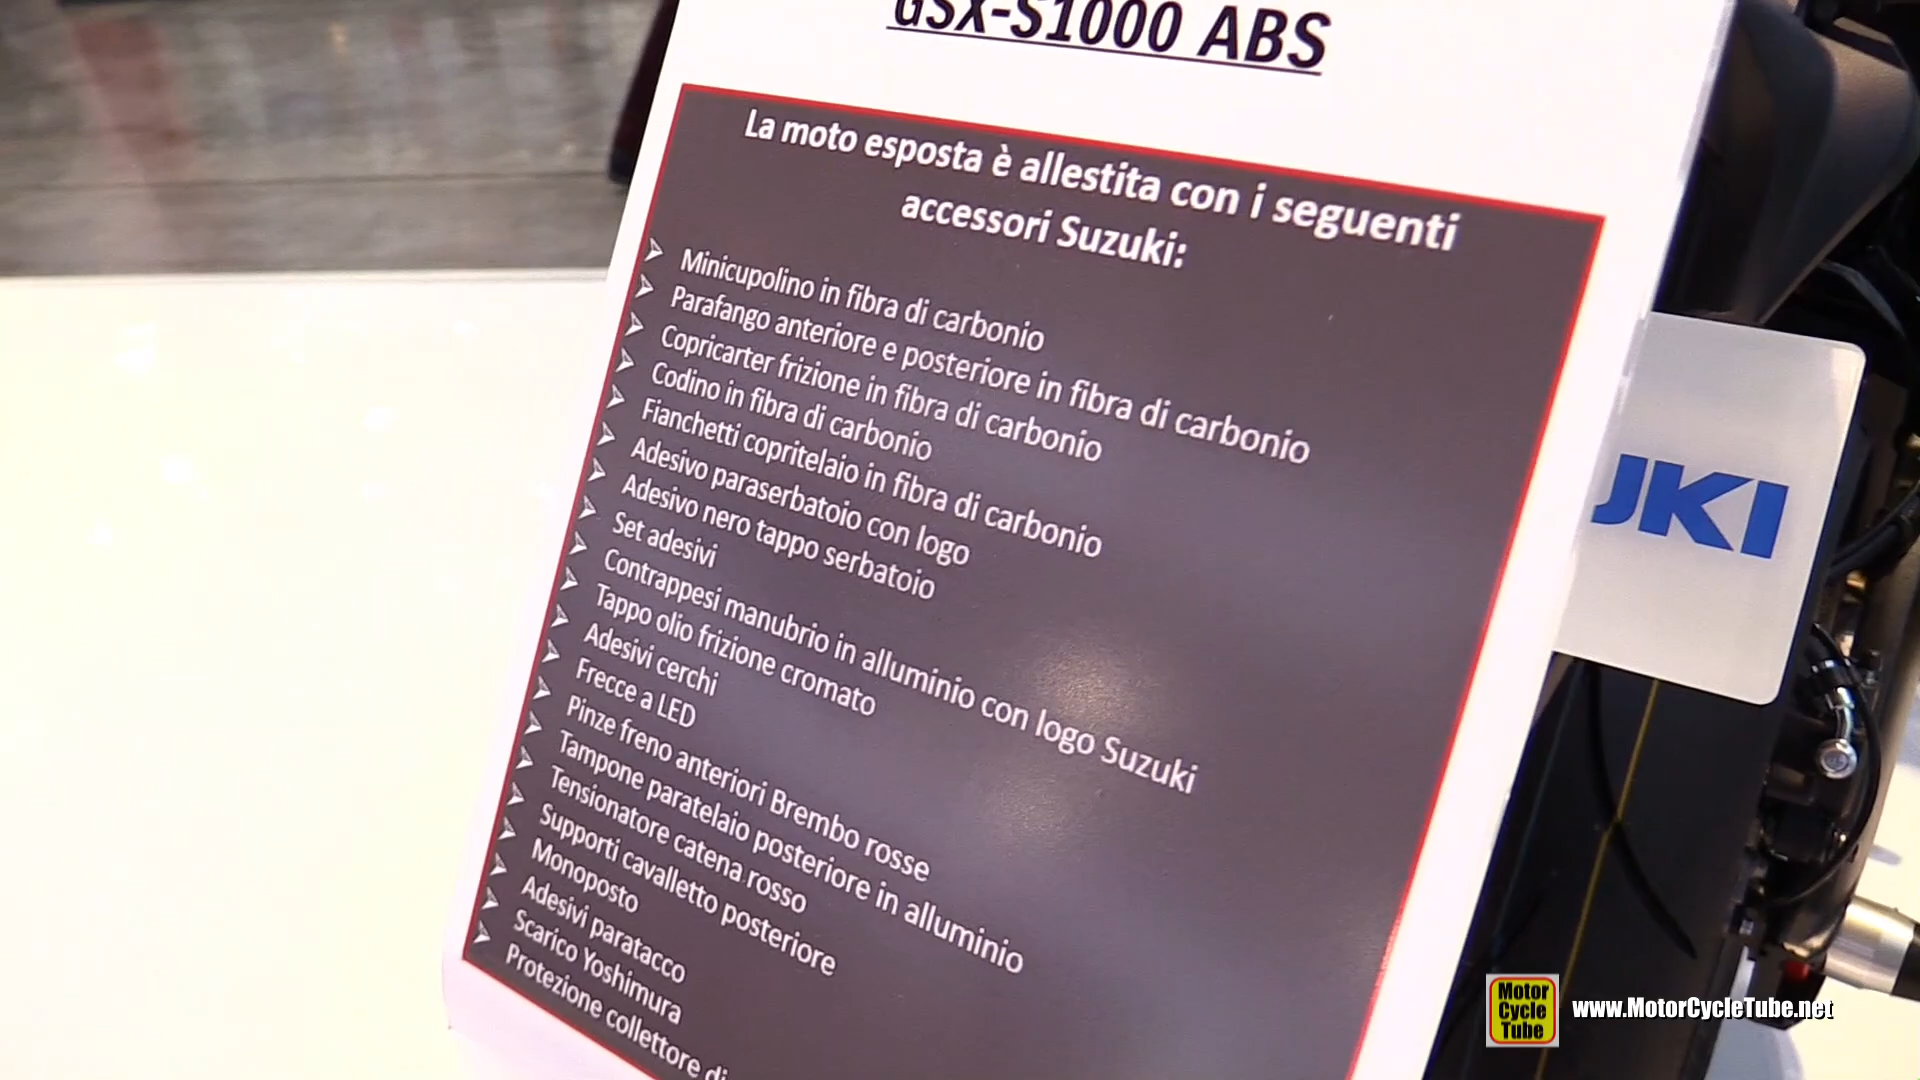 GSX-S1000 ABS
La moto esposta è allestita con i seguenti
accessori Suzuki:
Minicupolino in fibra di carbonio
Parafango anteriore e posteriore in fibra di carbonio
Copricarter frizione in fibra di carbonio
Codino in fibra di carbonio
Fianchetti copritelaio in fibra di carbonio
Adesivo paraserbatoio con logo
Adesivo nero tappo serbatoio
Set adesivi
Contrappesi manubrio in alluminio con logo Suzuki
Tappo olio frizione cromato
Adesivi cerchi
Frecce a LED
Pinze freno anteriori Brembo rosse
Tampone paratelaio posteriore in alluminio
Tensionatore catena rosso
Supporti cavalletto posteriore
Monoposto
Adesivi paratacco
Scarico Yoshimura
Protezione collettore di
UKI
Motor
Cycle
Tube
www.MotorCycleTube.net